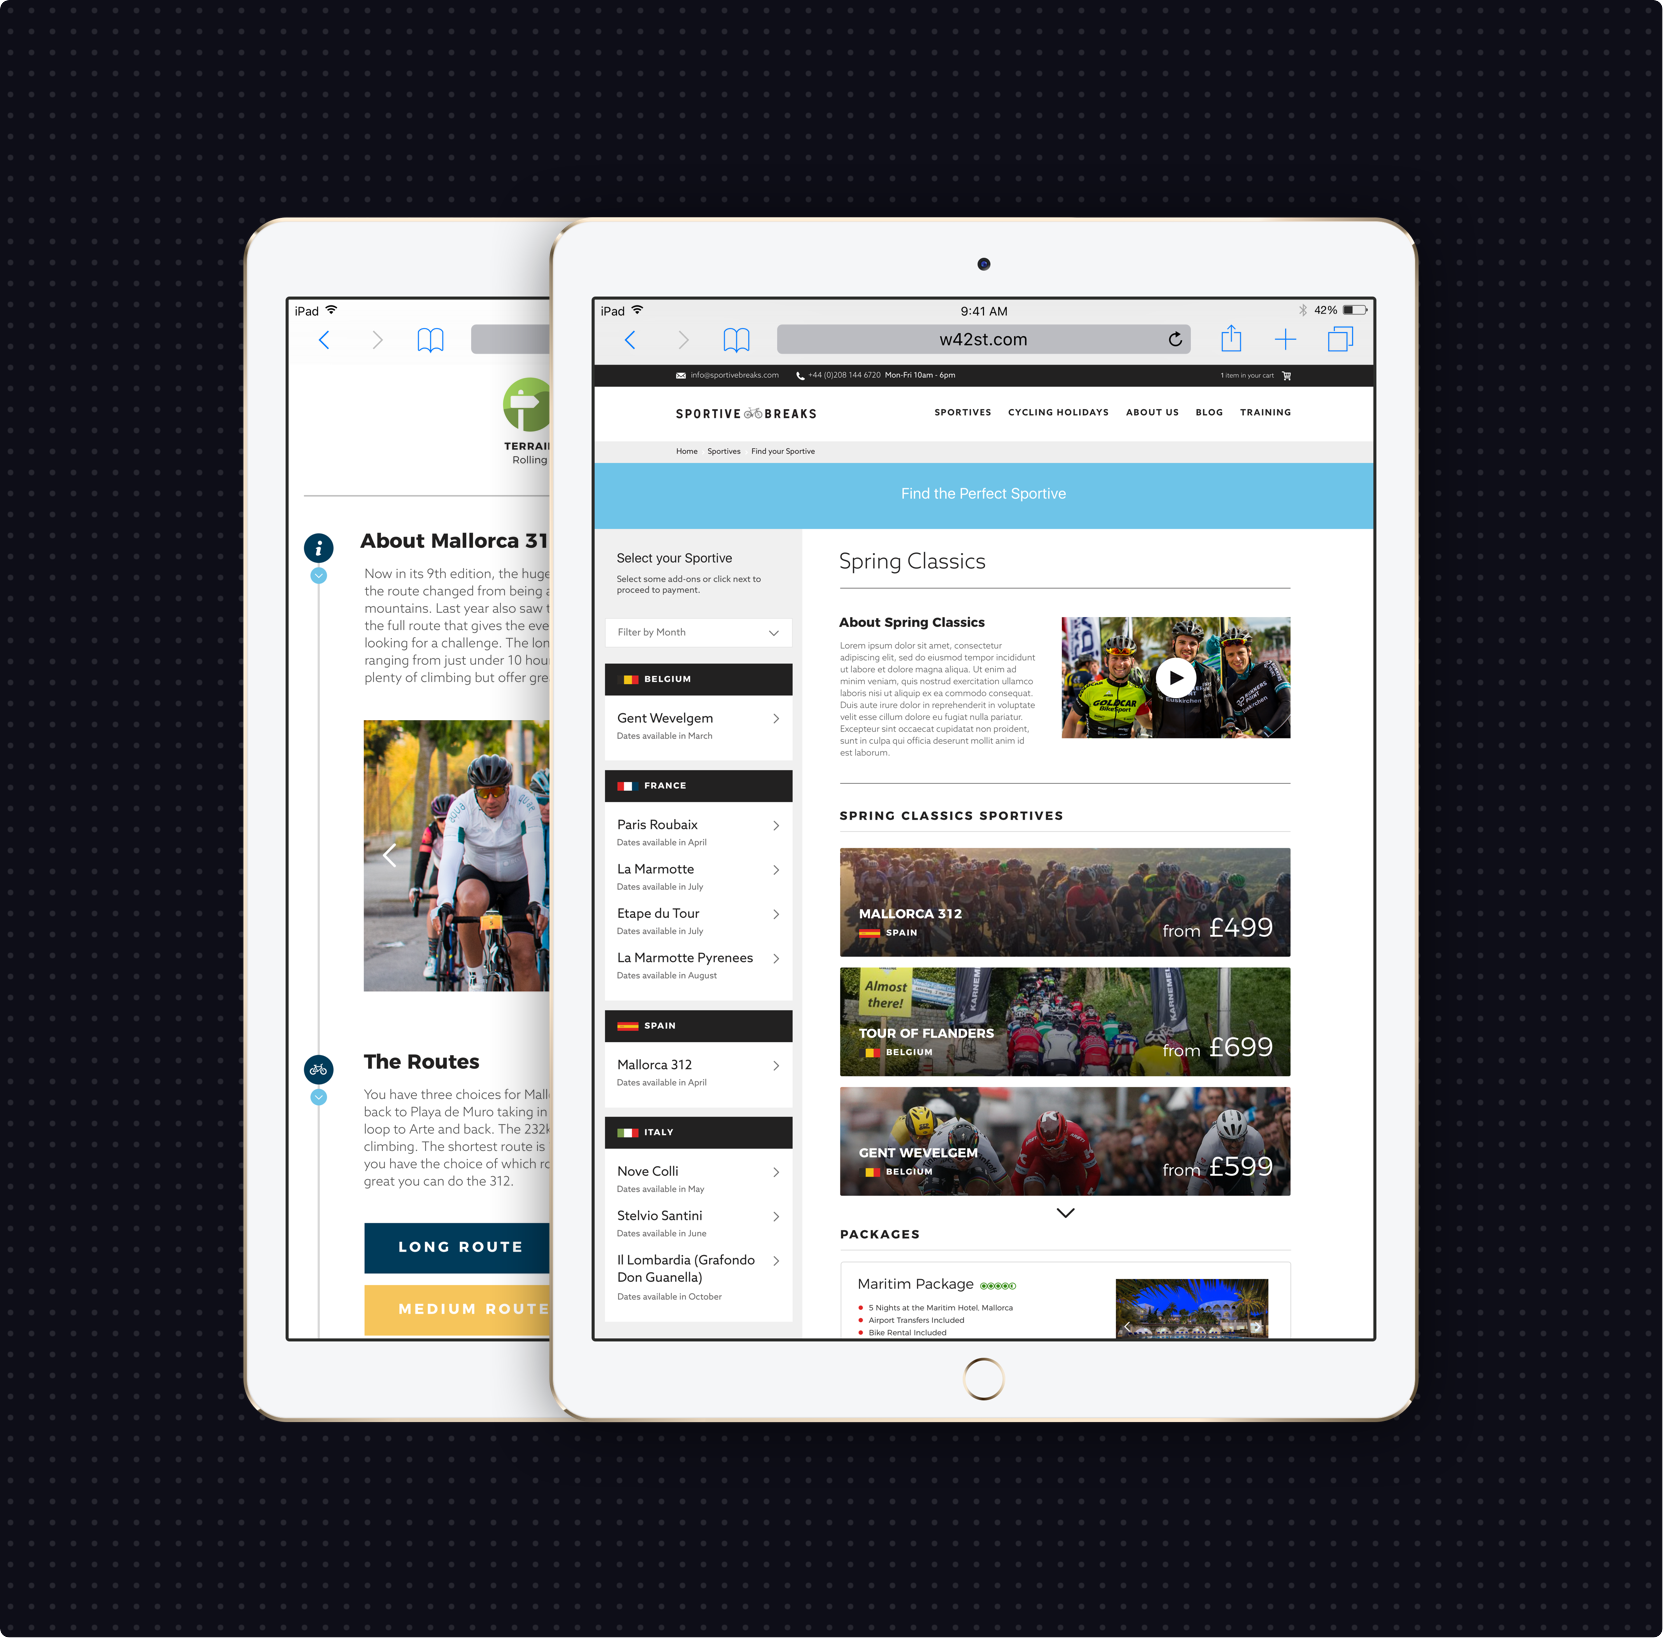 iPad
TERRAI
Rolling
About Mallorca 31
Now in its 9th edition, the huge
the route changed from being a
mountains. Last year also saw t
the full route that gives the eve
looking for a challenge. The lon
ranging from just under 10 hou
plenty of climbing but offer gre
The Routes
You have three choices for Mall
back to Playa de Muro taking in
loop to Arte and back. The 232k
climbing. The shortest route is
you have the choice of which ro
great you can do the 312.
LONG ROUTE
MEDIUM ROUTE
iPad
9:41 AM
42%
w42st.com
info@sportivebreaks.com +44 (0)208 144 6720 Mon-Fri 10am - 6pm
1 item in your cart
SPORTIVE BREAKS
SPORTIVES CYCLING HOLIDAYS ABOUT US BLOG TRAINING
Home Sportives Find your Sportive
Find the Perfect Sportive
Select your Sportive
Select some add-ons or click next to
proceed to payment.
Filter by Month
BELGIUM
Gent Wevelgem
Dates available in March
FRANCE
Paris Roubaix
Dates available in April
La Marmotte
Dates available in July
Etape du Tour
Dates available in July
La Marmotte Pyrenees
Dates available in August
SPAIN
Mallorca 312
Dates available in April
ITALY
Nove Colli
Dates available in May
Stelvio Santini
Dates available in June
Il Lombardia (Grafondo
Don Guanella)
Dates available in October
Spring Classics
About Spring Classics
Lorem ipsum dolor sit amet, consectetur
adipiscing elit, sed do eiusmod tempor incididunt
ut labore et dolore magna aliqua. Ut enim ad
minim veniam, quis nostrud exercitation ullamco
laboris nisi ut aliquip ex ea commodo consequat.
Duis aute irure dolor in reprehenderit in voluptate
velit esse cillum dolore eu fugiat nulla pariatur.
Excepteur sint occaecat cupidatat non proident,
sunt in culpa qui officia deserunt mollit anim id
est laborum.
GOLDCAR
BikeSport
Euskirchen
SPRING CLASSICS SPORTIVES
MALLORCA 312
SPAIN
from £499
Almost
there!
KARNEMEL
TOUR OF FLANDERS
BELGIUM
from £699
GENT WEVELGEM
BELGIUM
from £599
PACKAGES
Maritim Package
5 Nights at the Maritim Hotel, Mallorca
Airport Transfers Included
Bike Rental Included